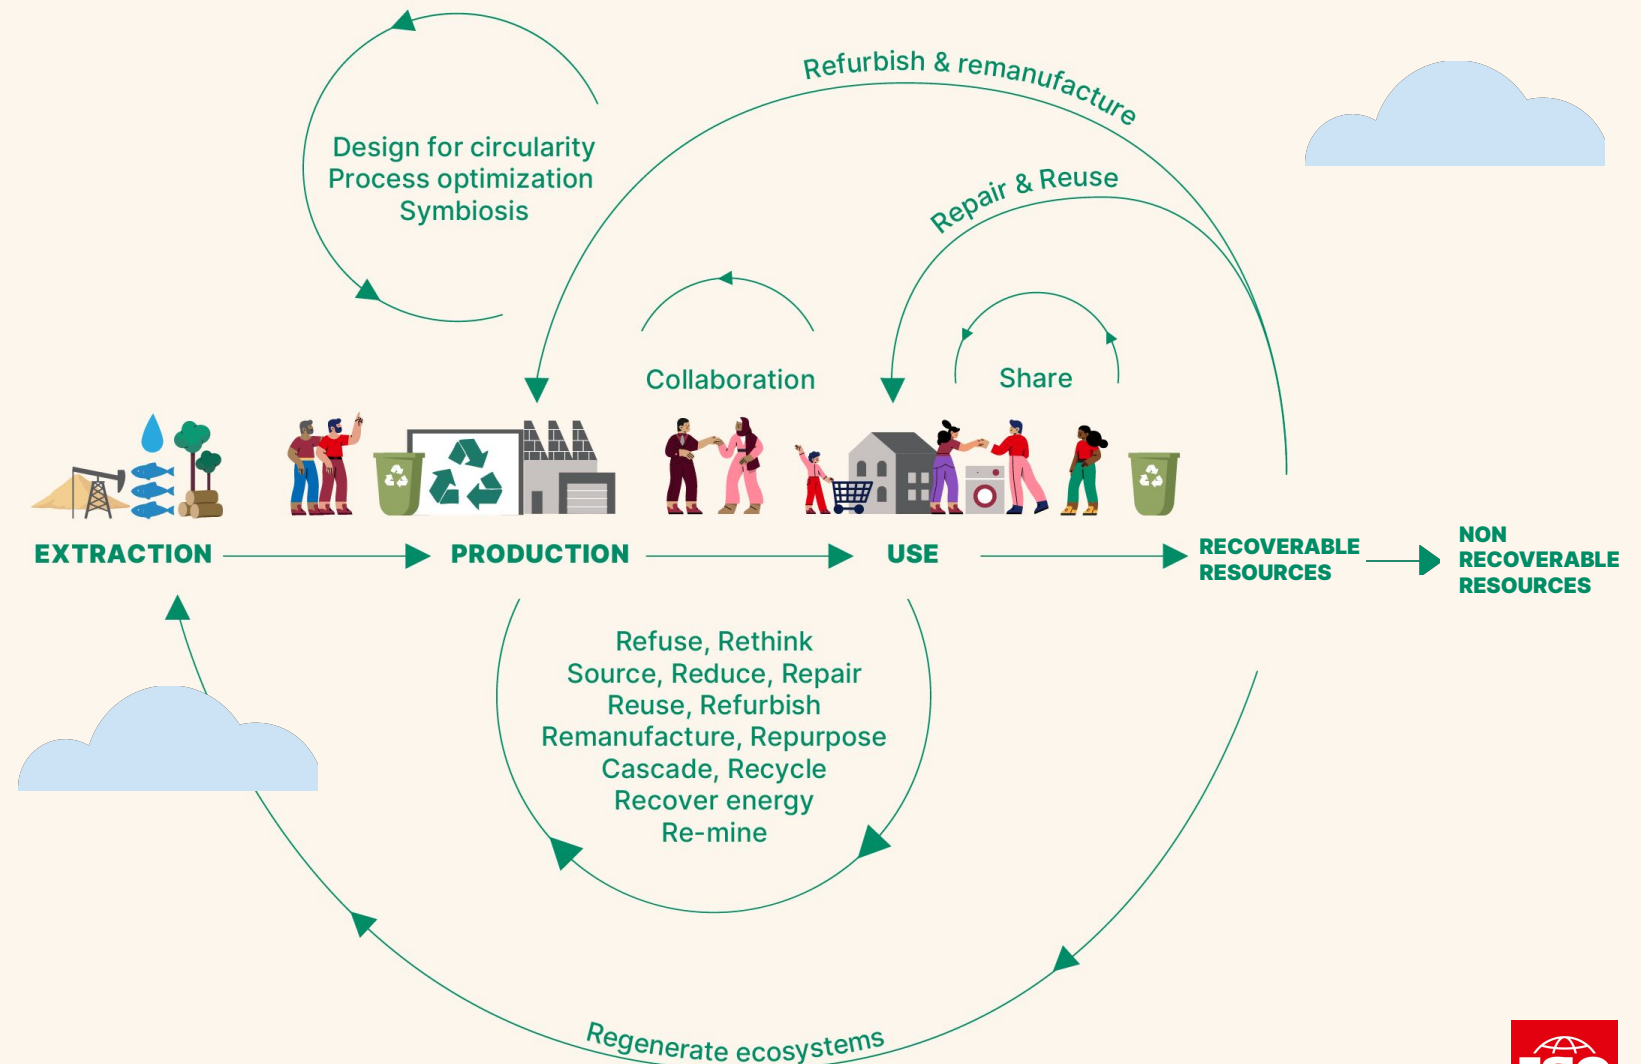 Refurbish & remanufacture
Design for circularity
Process optimization
Symbiosis
Repair & Reuse
Collaboration
Share
EXTRACTION
PRODUCTION
USE
RECOVERABLE
RESOURCES
NON
RECOVERABLE
RESOURCES
Refuse, Rethink
Source, Reduce, Repair
Reuse, Refurbish
Remanufacture, Repurpose
Cascade, Recycle
Recover energy
Re-mine
Regenerate ecosystems